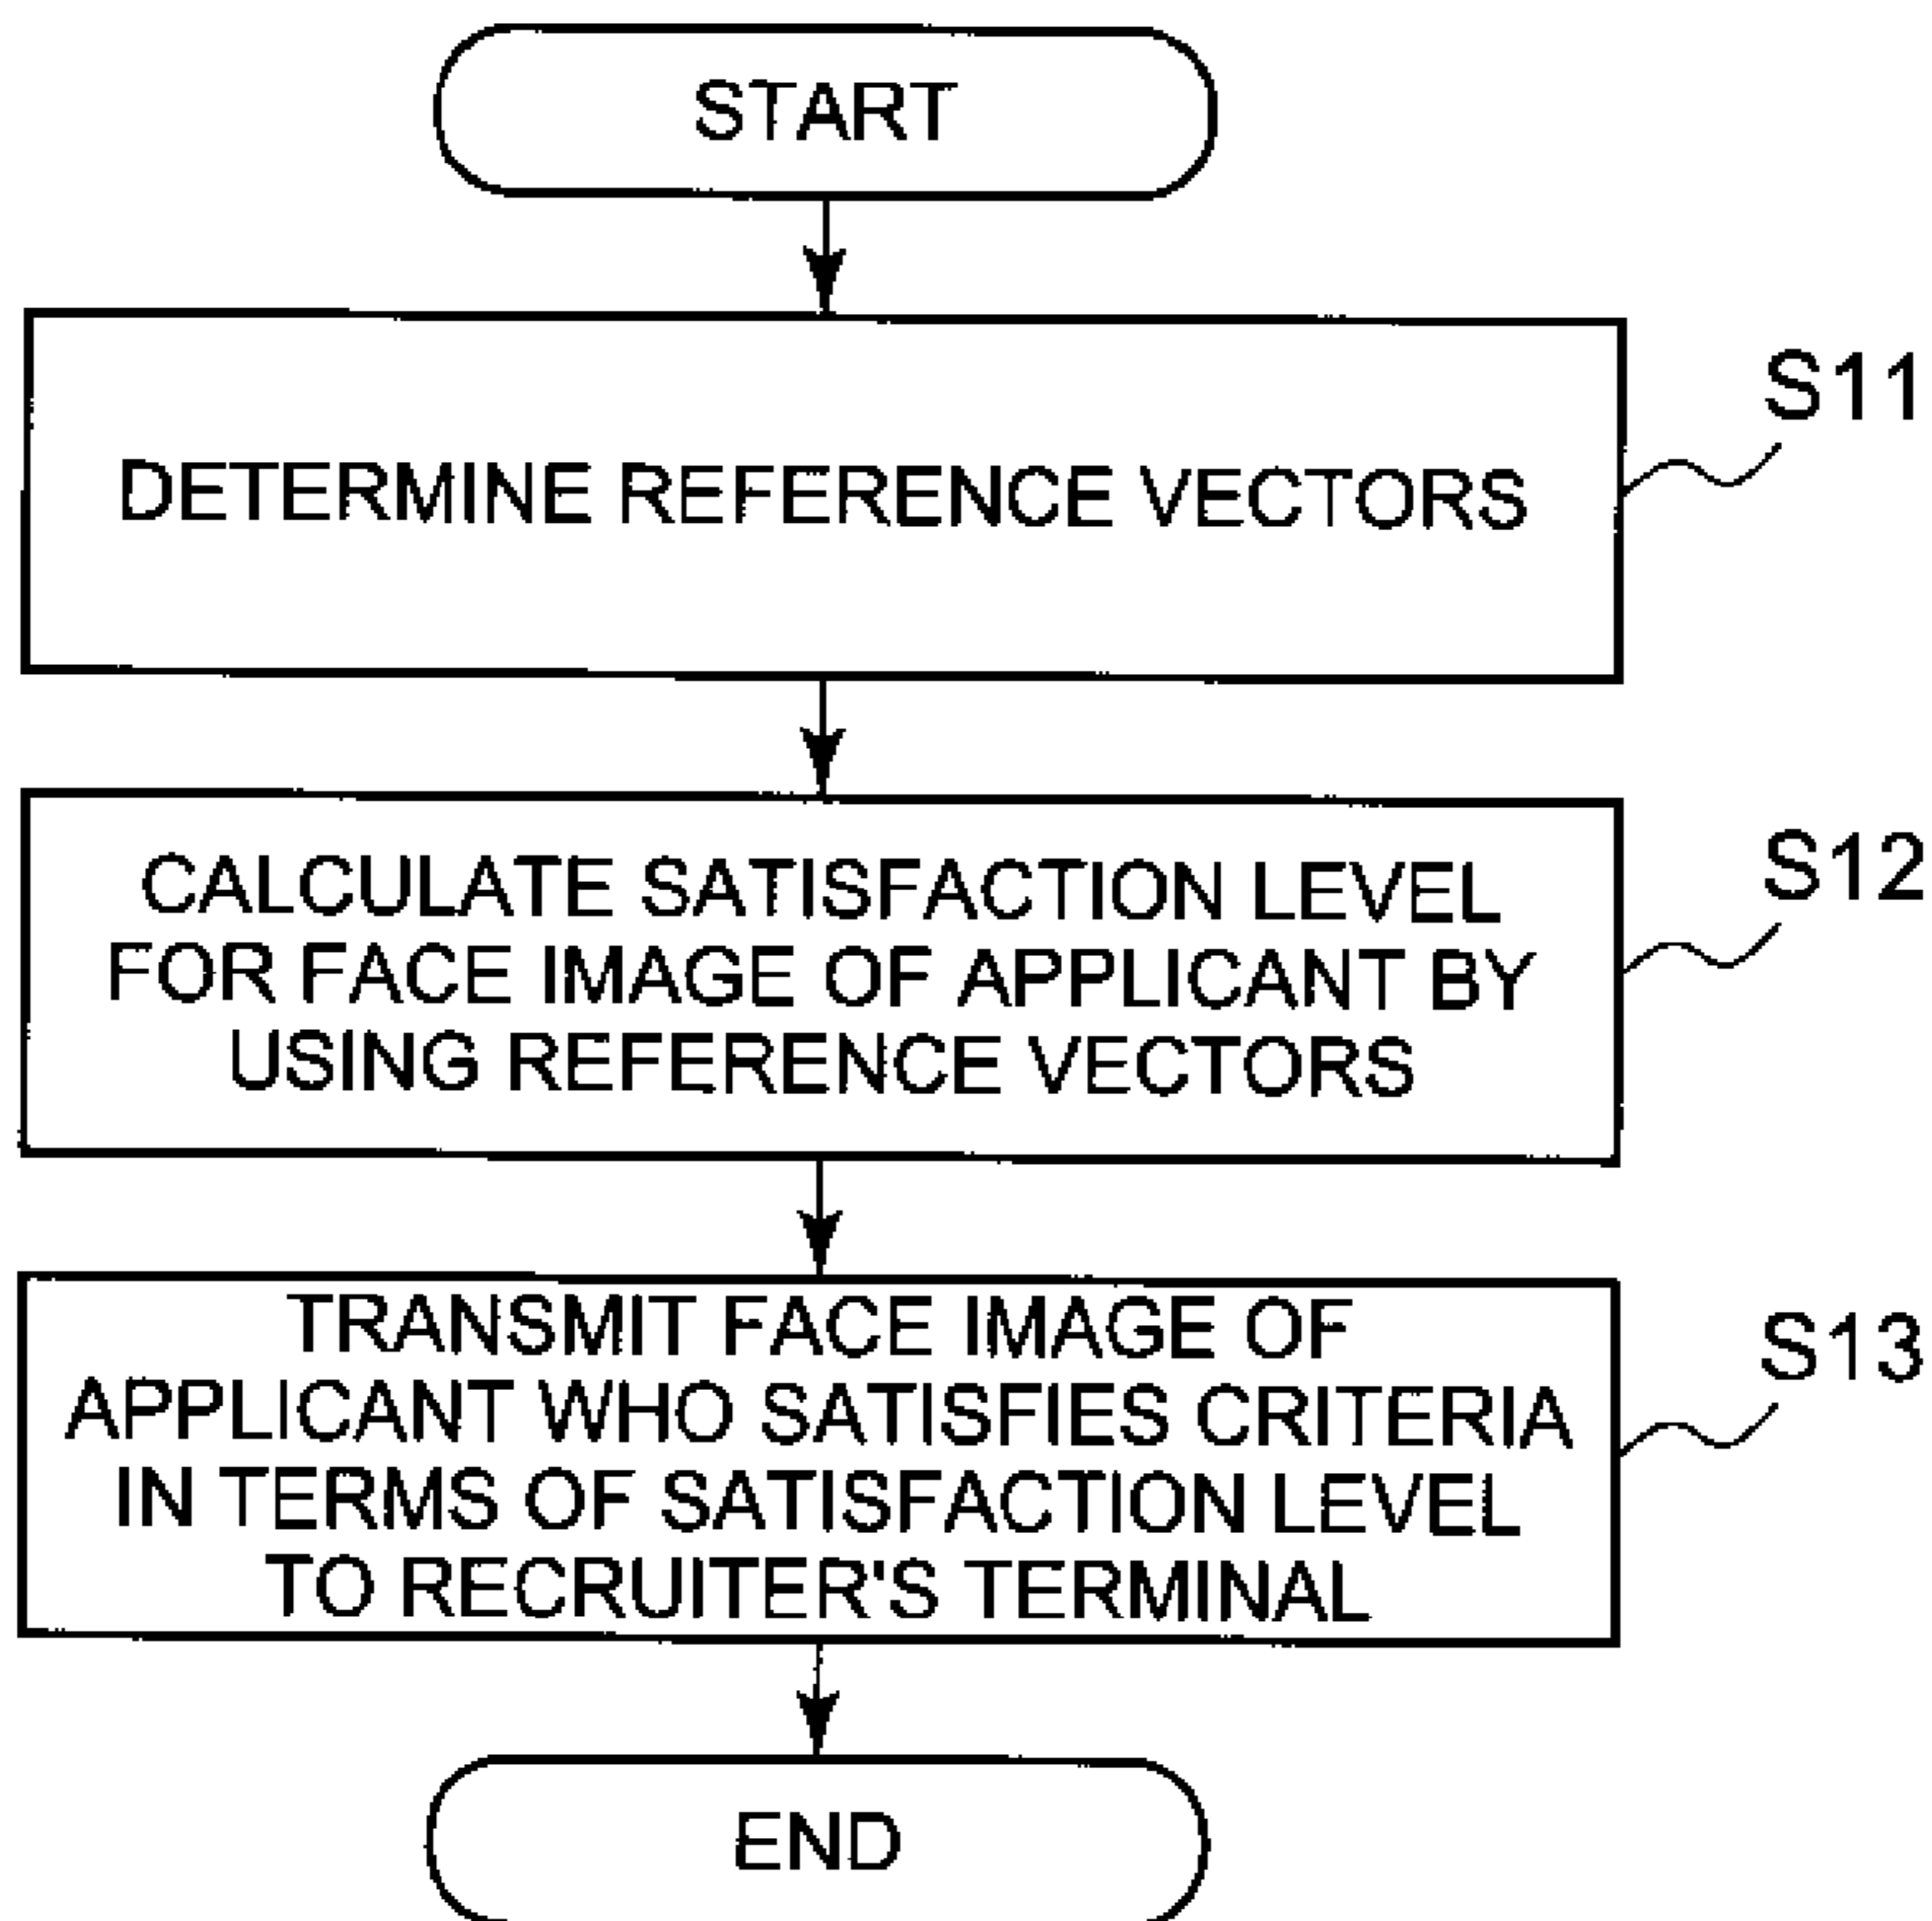 START
S11
DETERMINE REFERENCE VECTORS
S12
CALCULATE SATISFACTION LEVEL
FOR FACE IMAGE OF APPLICANT BY
USING REFERENCE VECTORS
S13
TRANSMIT FACE IMAGE OF
APPLICANT WHO SATISFIES CRITERIA
IN TERMS OF SATISFACTION LEVEL
TO RECRUITER'S TERMINAL
END